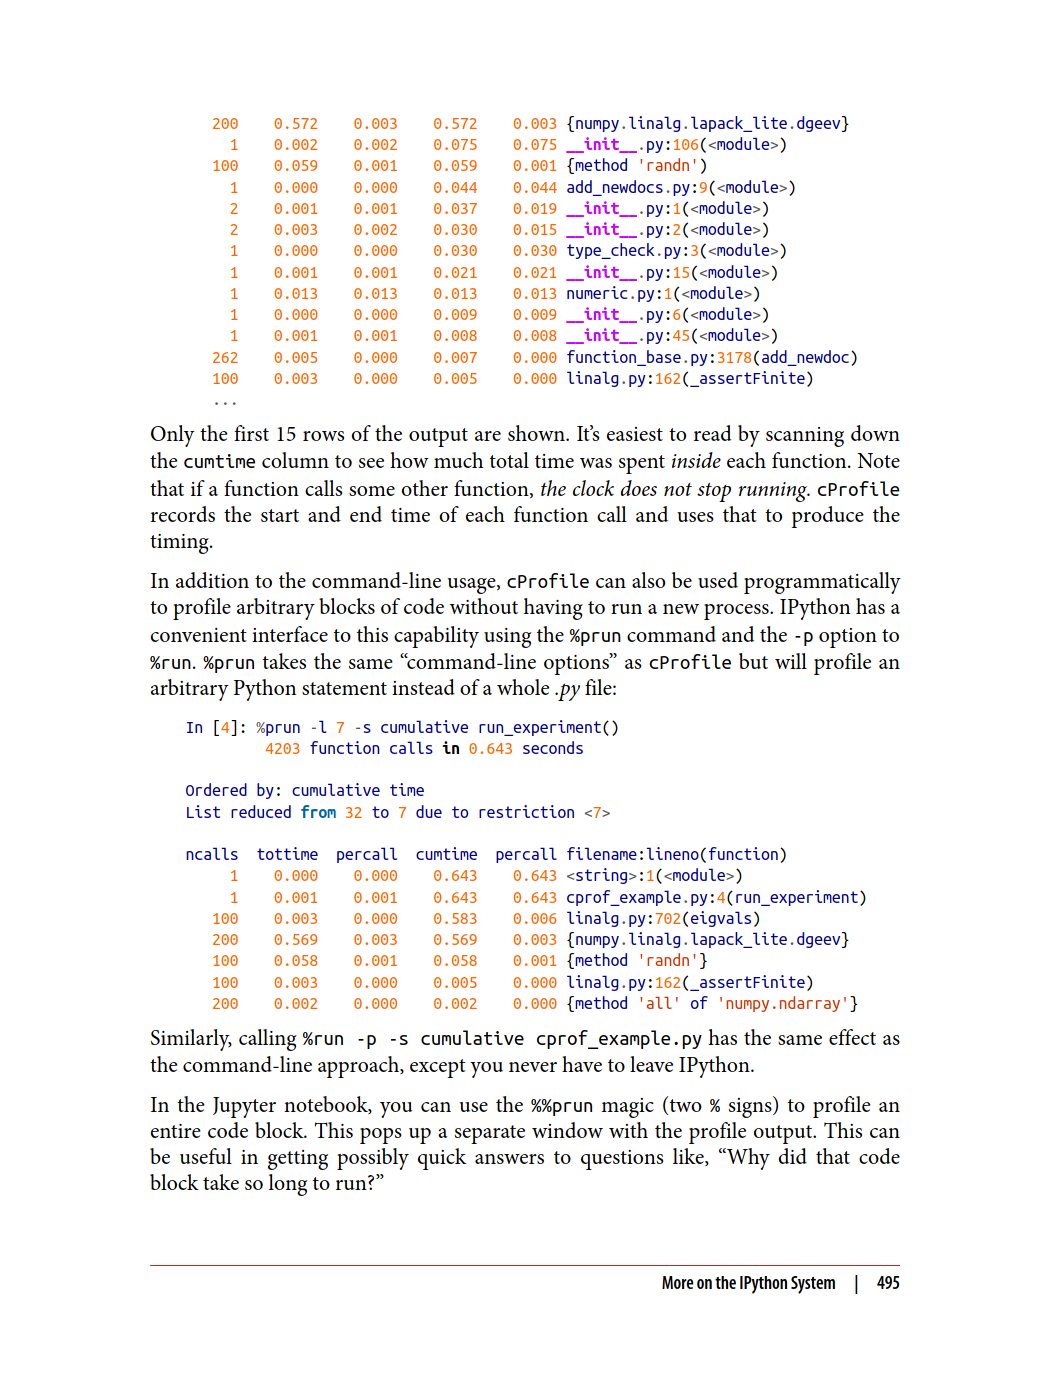 200    0.572    0.003    0.572    0.003 {numpy.linalg.lapack_lite.dgeev}
1    0.002    0.002    0.075    0.075 __init__.py:106(<module>)
100    0.059    0.001    0.059    0.001 {method 'randn')
1    0.000    0.000    0.044    0.044 add_newdocs.py:9(<module>)
2    0.001    0.001    0.037    0.019 __init__.py:1(<module>)
2    0.003    0.002    0.030    0.015 __init__.py:2(<module>)
1    0.000    0.000    0.030    0.030 type_check.py:3(<module>)
1    0.001    0.001    0.021    0.021 __init__.py:15(<module>)
1    0.013    0.013    0.013    0.013 numeric.py:1(<module>)
1    0.000    0.000    0.009    0.009 __init__.py:6(<module>)
1    0.001    0.001    0.008    0.008 __init__.py:45(<module>)
262    0.005    0.000    0.007    0.000 function_base.py:3178(add_newdoc)
100    0.003    0.000    0.005    0.000 linalg.py:162(_assertFinite)
...
Only the first 15 rows of the output are shown. It’s easiest to read by scanning down
the cumtime column to see how much total time was spent inside each function. Note
that if a function calls some other function, the clock does not stop running. cProfile
records the start and end time of each function call and uses that to produce the
timing.
In addition to the command-line usage, cProfile can also be used programmatically
to profile arbitrary blocks of code without having to run a new process. IPython has a
convenient interface to this capability using the %prun command and the -p option to
%run. %prun takes the same “command-line options” as cProfile but will profile an
arbitrary Python statement instead of a whole .py file:
In [4]: %prun -l 7 -s cumulative run_experiment()
4203 function calls in 0.643 seconds
Ordered by: cumulative time
List reduced from 32 to 7 due to restriction <7>
ncalls  tottime  percall  cumtime  percall filename:lineno(function)
1    0.000    0.000    0.643    0.643 <string>:1(<module>)
1    0.001    0.001    0.643    0.643 cprof_example.py:4(run_experiment)
100    0.003    0.000    0.583    0.006 linalg.py:702(eigvals)
200    0.569    0.003    0.569    0.003 {numpy.linalg.lapack_lite.dgeev}
100    0.058    0.001    0.058    0.001 {method 'randn'}
100    0.003    0.000    0.005    0.000 linalg.py:162(_assertFinite)
200    0.002    0.000    0.002    0.000 {method 'all' of 'numpy.ndarray'}
Similarly, calling %run -p -s cumulative cprof_example.py has the same effect as
the command-line approach, except you never have to leave IPython.
In the Jupyter notebook, you can use the %%prun magic (two % signs) to profile an
entire code block. This pops up a separate window with the profile output. This can
be useful in getting possibly quick answers to questions like, “Why did that code
block take so long to run?”
More on the IPython System | 495